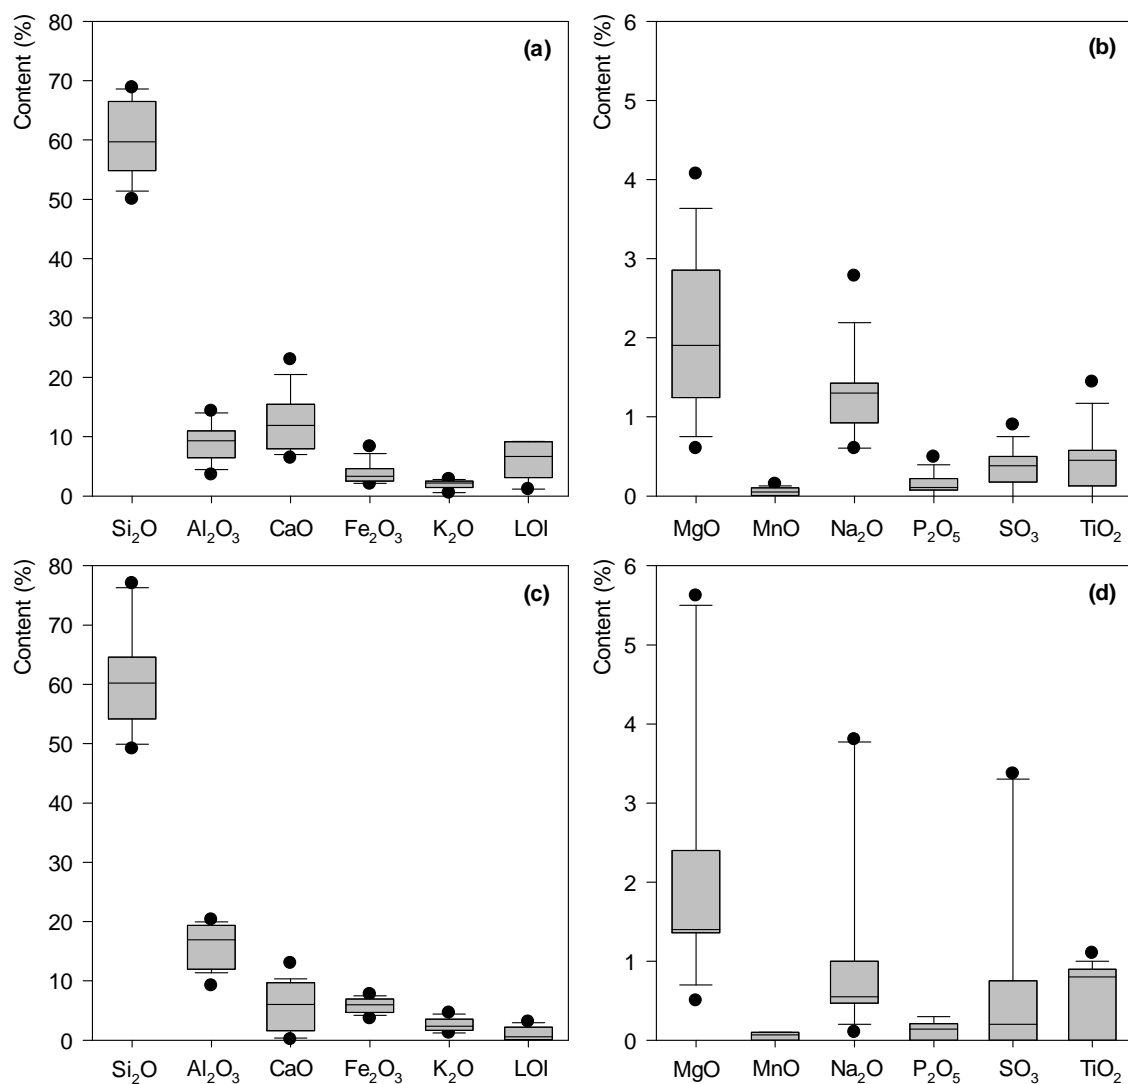 Content (%)
80
70
60
50
40
30
20
10
0
(a)
Si₂O Al₂O₃ CaO Fe₂O₃ K₂O LOI
Content (%)
6
5
4
3
2
1
0
(b)
MgO MnO Na₂O P₂O₅ SO₃ TiO₂
Content (%)
80
70
60
50
40
30
20
10
0
(c)
Si₂O Al₂O₃ CaO Fe₂O₃ K₂O LOI
Content (%)
6
5
4
3
2
1
0
(d)
MgO MnO Na₂O P₂O₅ SO₃ TiO₂